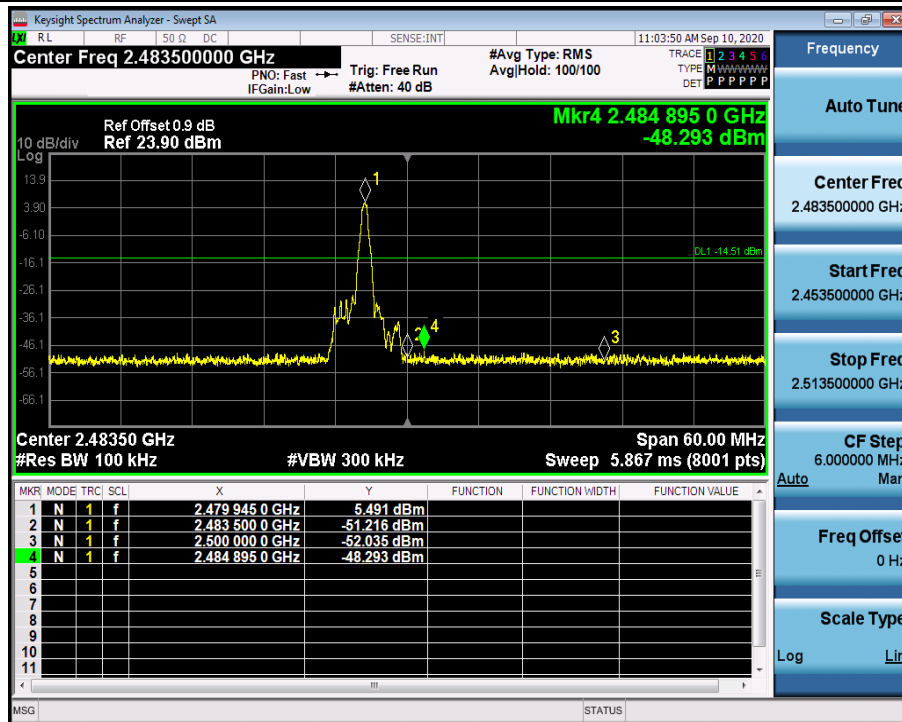 Keysight Spectrum Analyzer - Swept SA
LXI RL RF 50 Ω DC SENSE:INT 11:03:50 AM Sep 10, 2020
Center Freq 2.483500000 GHz
PNO: Fast
IFGain:Low
Trig: Free Run
#Atten: 40 dB
#Avg Type: RMS
Avg|Hold: 100/100
TRACE 1 2 3 4 5 6
TYPE M W W W W W
DET P P P P P P
Mkr4 2.484 895 0 GHz
-48.293 dBm
Ref Offset 0.9 dB
10 dB/div Ref 23.90 dBm
Log
13.9
3.90
-6.10
-16.1
-26.1
-36.1
-46.1
-56.1
-66.1
1
DL1 -14.51 dBm
2
4
3
Center 2.48350 GHz Span 60.00 MHz
#Res BW 100 kHz #VBW 300 kHz Sweep 5.867 ms (8001 pts)
MKR MODE TRC SCL X Y FUNCTION FUNCTION WIDTH FUNCTION VALUE
1 N 1 f 2.479 945 0 GHz 5.491 dBm
2 N 1 f 2.483 500 0 GHz -51.216 dBm
3 N 1 f 2.500 000 0 GHz -52.035 dBm
4 N 1 f 2.484 895 0 GHz -48.293 dBm
5
6
7
8
9
10
11
MSG STATUS
Frequency
Auto Tune
Center Freq
2.483500000 GHz
Start Freq
2.453500000 GHz
Stop Freq
2.513500000 GHz
CF Step
6.000000 MHz
Auto Man
Freq Offset
0 Hz
Scale Type
Log Lin